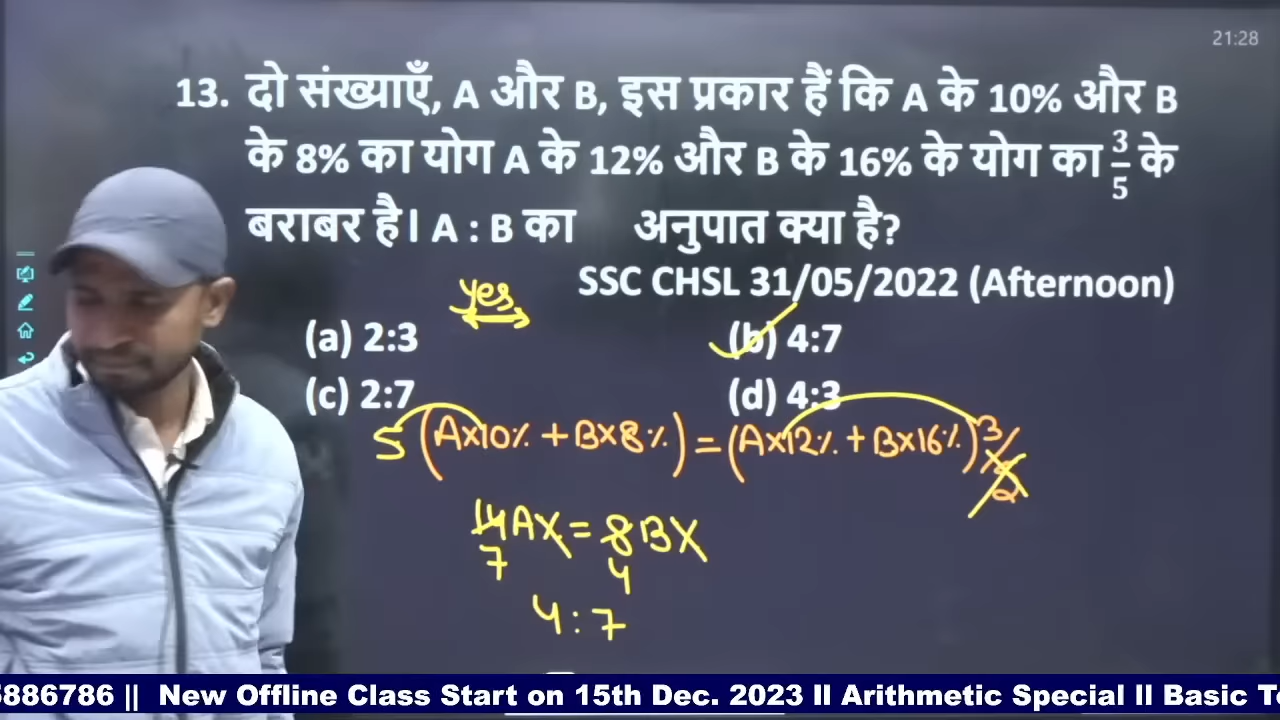 21:28
13. दो संख्याएँ, A और B, इस प्रकार हैं कि A के 10% और B
के 8% का योग A के 12% और B के 16% के योग का 3/5 के
बराबर है। A : B का अनुपात क्या है?
SSC CHSL 31/05/2022 (Afternoon)
yes
(a) 2:3 (b) 4:7
(c) 2:7 (d) 4:3
5 (A×10% + B×8%) = (A×12% + B×16%) 3/
14AX = 8BX
7 4
4 : 7
5886786 || New Offline Class Start on 15th Dec. 2023 II Arithmetic Special II Basic